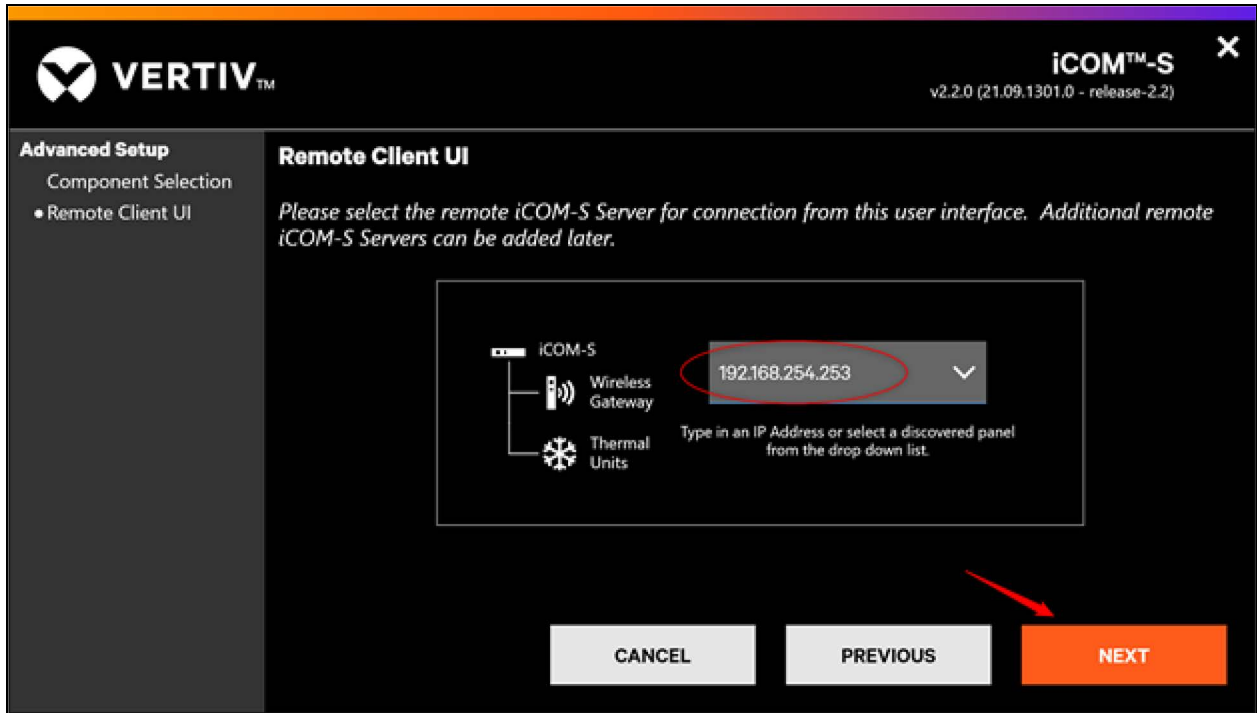 VERTIV™
iCOM™-S
v2.2.0 (21.09.1301.0 - release-2.2)
Advanced Setup
Component Selection
Remote Client UI
Remote Client UI
Please select the remote iCOM-S Server for connection from this user interface. Additional remote
iCOM-S Servers can be added later.
iCOM-S
Wireless
Gateway
Thermal
Units
192.168.254.253
Type in an IP Address or select a discovered panel
from the drop down list.
CANCEL
PREVIOUS
NEXT